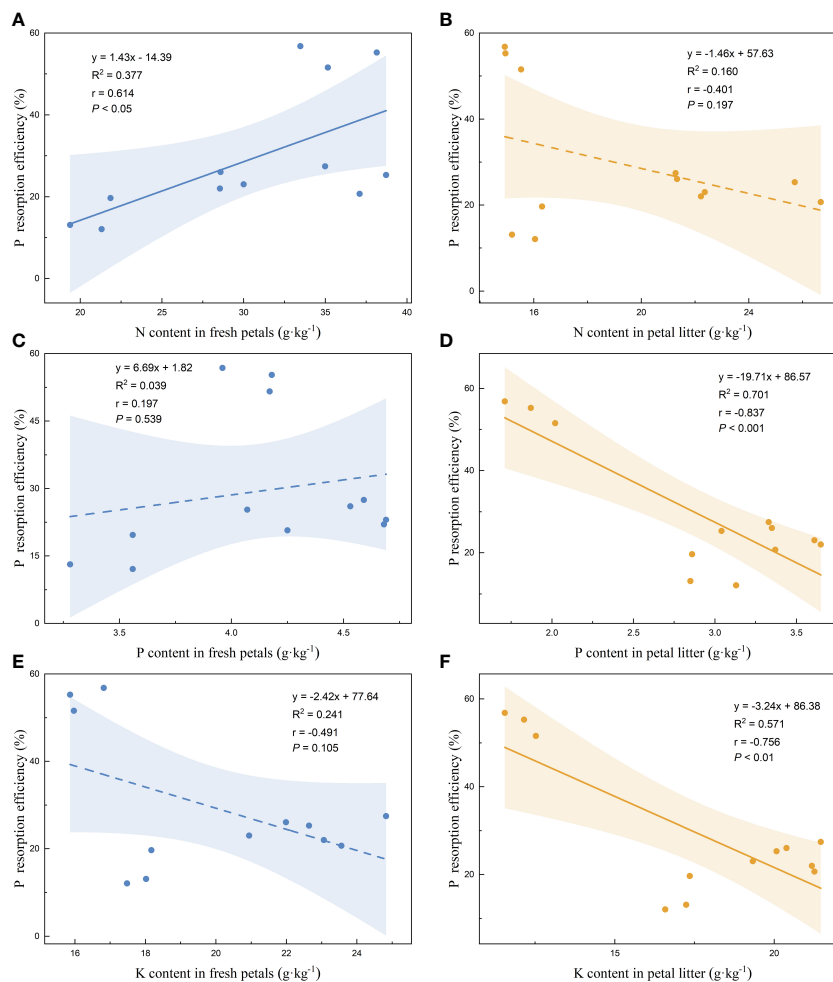 A
y = 1.43x - 14.39
R² = 0.377
r = 0.614
P < 0.05
P resorption efficiency (%)
60
40
20
0
20
25
30
35
40
N content in fresh petals (g·kg⁻¹)
B
y = -1.46x + 57.63
R² = 0.160
r = -0.401
P = 0.197
P resorption efficiency (%)
60
40
20
0
16
20
24
N content in petal litter (g·kg⁻¹)
C
y = 6.69x + 1.82
R² = 0.039
r = 0.197
P = 0.539
P resorption efficiency (%)
60
45
30
15
0
3.5
4.0
4.5
P content in fresh petals (g·kg⁻¹)
D
y = -19.71x + 86.57
R² = 0.701
r = -0.837
P < 0.001
P resorption efficiency (%)
60
40
20
0
2.0
2.5
3.0
3.5
P content in petal litter (g·kg⁻¹)
E
y = -2.42x + 77.64
R² = 0.241
r = -0.491
P = 0.105
P resorption efficiency (%)
60
40
20
0
16
18
20
22
24
K content in fresh petals (g·kg⁻¹)
F
y = -3.24x + 86.38
R² = 0.571
r = -0.756
P < 0.01
P resorption efficiency (%)
60
40
20
0
15
20
K content in petal litter (g·kg⁻¹)